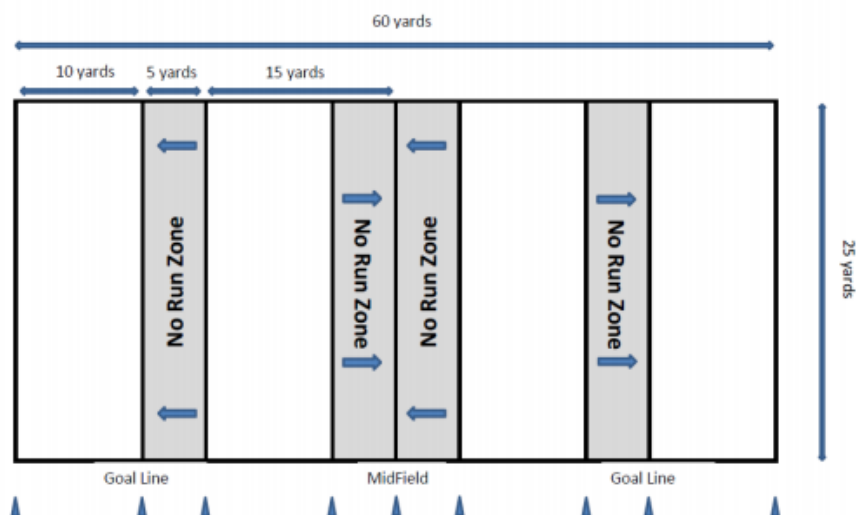 60 yards
10 yards
5 yards
15 yards
No Run Zone
No Run Zone
No Run Zone
No Run Zone
25 yards
Goal Line
MidField
Goal Line